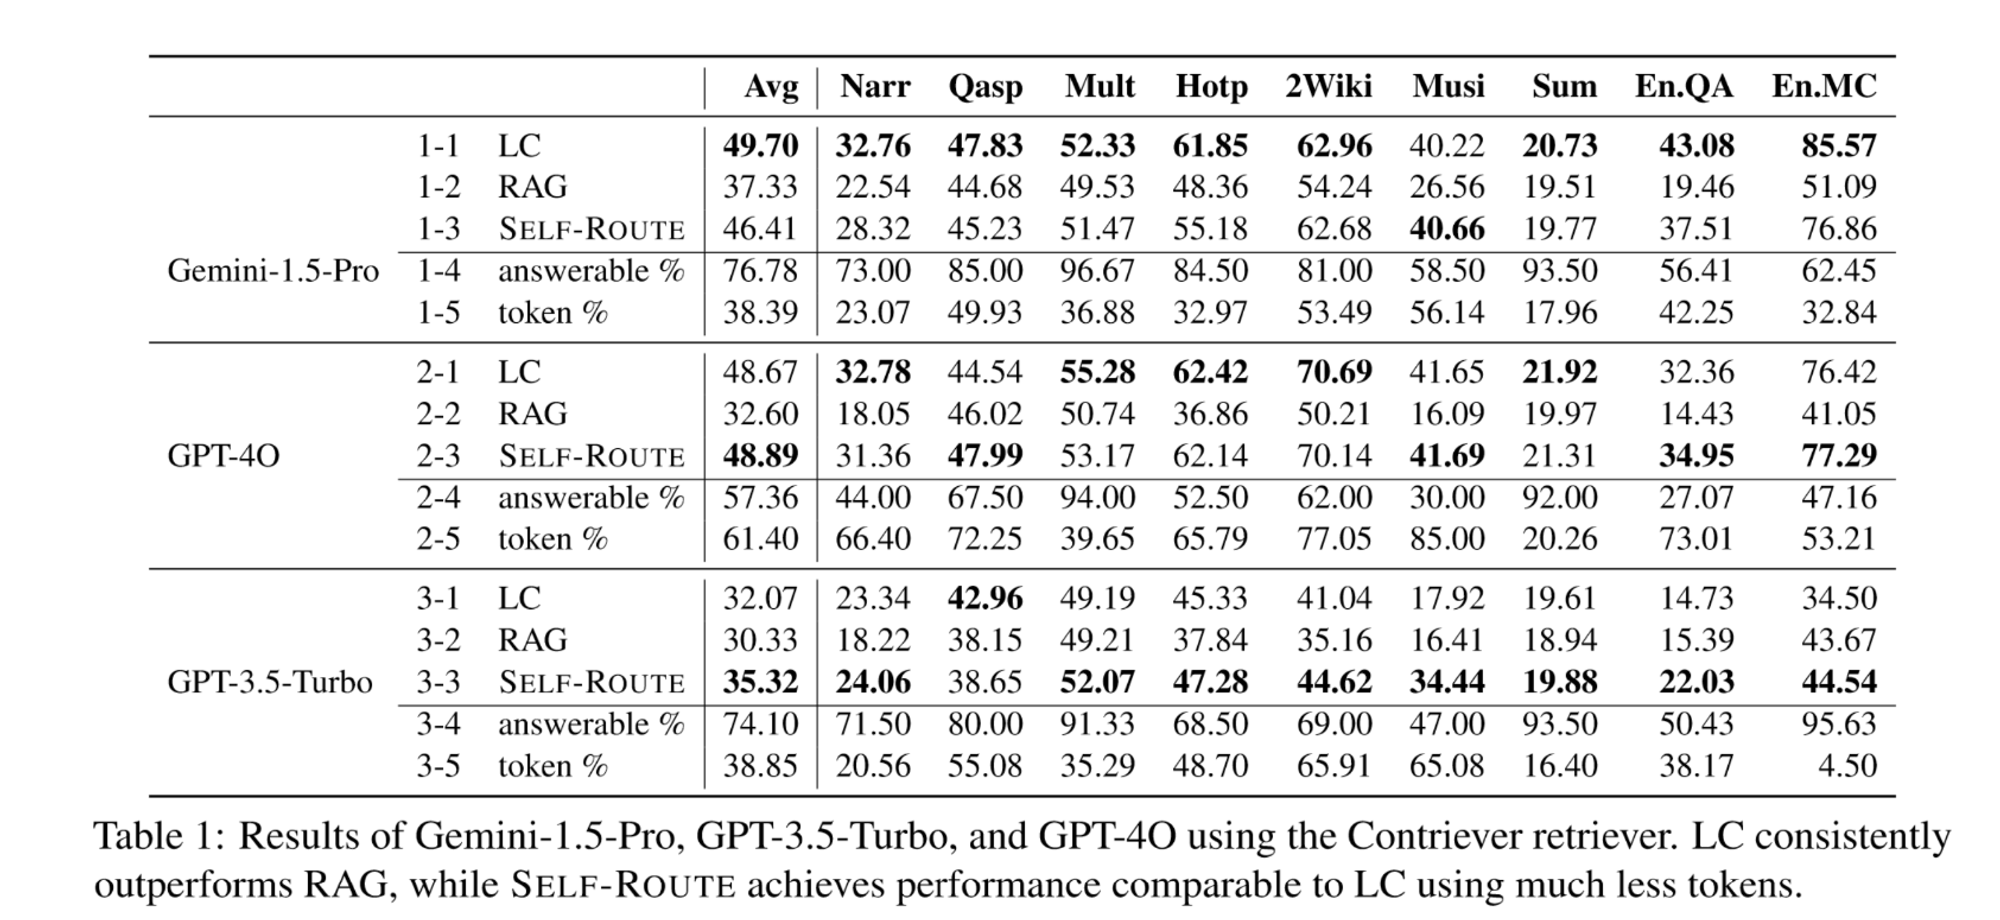 Avg Narr Qasp Mult Hotp 2Wiki Musi Sum En.QA En.MC
1-1 LC 49.70 32.76 47.83 52.33 61.85 62.96 40.22 20.73 43.08 85.57
1-2 RAG 37.33 22.54 44.68 49.53 48.36 54.24 26.56 19.51 19.46 51.09
1-3 SELF-ROUTE 46.41 28.32 45.23 51.47 55.18 62.68 40.66 19.77 37.51 76.86
Gemini-1.5-Pro 1-4 answerable % 76.78 73.00 85.00 96.67 84.50 81.00 58.50 93.50 56.41 62.45
1-5 token % 38.39 23.07 49.93 36.88 32.97 53.49 56.14 17.96 42.25 32.84
2-1 LC 48.67 32.78 44.54 55.28 62.42 70.69 41.65 21.92 32.36 76.42
2-2 RAG 32.60 18.05 46.02 50.74 36.86 50.21 16.09 19.97 14.43 41.05
GPT-4O 2-3 SELF-ROUTE 48.89 31.36 47.99 53.17 62.14 70.14 41.69 21.31 34.95 77.29
2-4 answerable % 57.36 44.00 67.50 94.00 52.50 62.00 30.00 92.00 27.07 47.16
2-5 token % 61.40 66.40 72.25 39.65 65.79 77.05 85.00 20.26 73.01 53.21
3-1 LC 32.07 23.34 42.96 49.19 45.33 41.04 17.92 19.61 14.73 34.50
3-2 RAG 30.33 18.22 38.15 49.21 37.84 35.16 16.41 18.94 15.39 43.67
GPT-3.5-Turbo 3-3 SELF-ROUTE 35.32 24.06 38.65 52.07 47.28 44.62 34.44 19.88 22.03 44.54
3-4 answerable % 74.10 71.50 80.00 91.33 68.50 69.00 47.00 93.50 50.43 95.63
3-5 token % 38.85 20.56 55.08 35.29 48.70 65.91 65.08 16.40 38.17 4.50
Table 1: Results of Gemini-1.5-Pro, GPT-3.5-Turbo, and GPT-4O using the Contriever retriever. LC consistently
outperforms RAG, while SELF-ROUTE achieves performance comparable to LC using much less tokens.